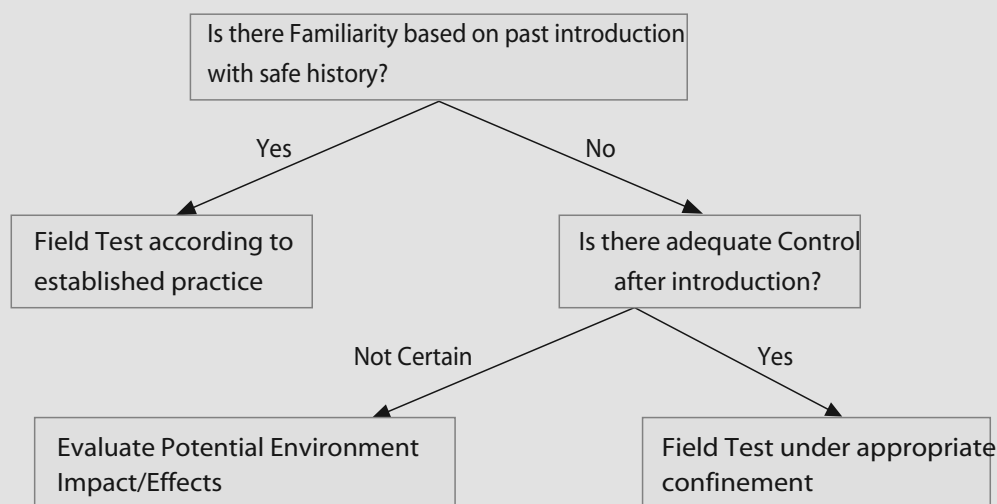 Is there Familiarity based on past introduction
with safe history?
Yes
No
Field Test according to
established practice
Is there adequate Control
after introduction?
Not Certain
Yes
Evaluate Potential Environment
Impact/Effects
Field Test under appropriate
confinement